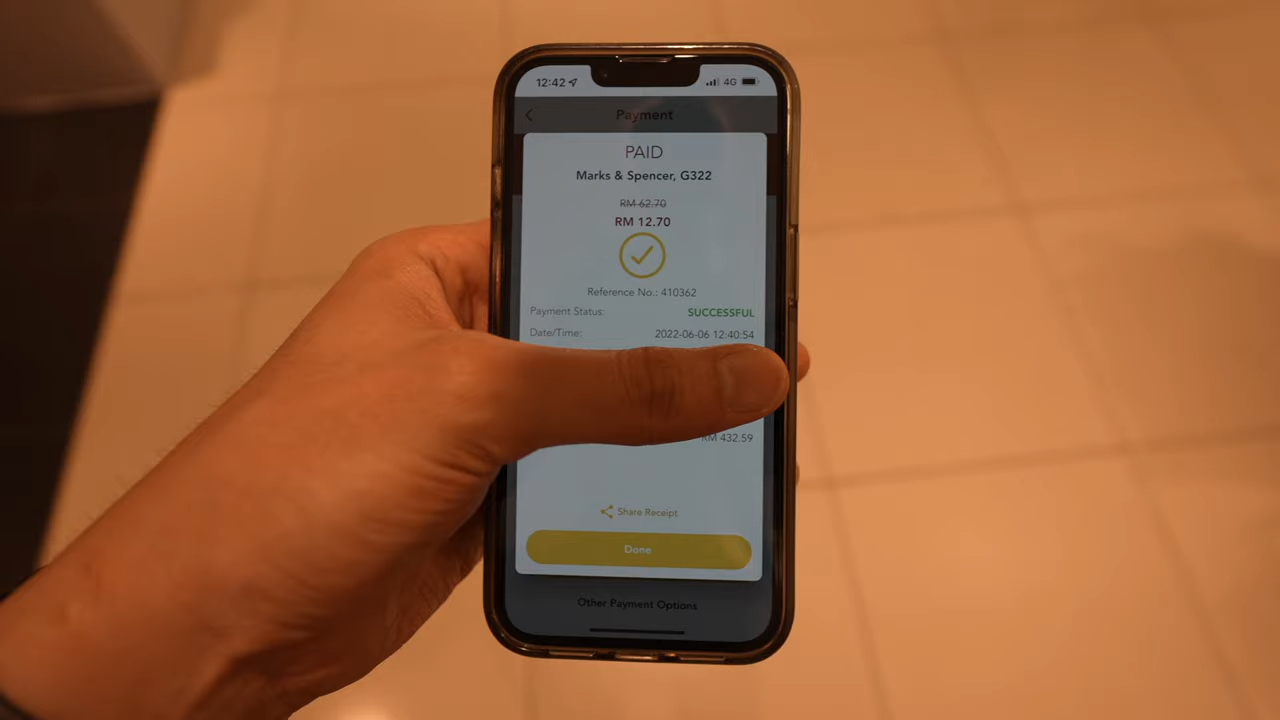 12:42 4G
Payment
PAID
Marks & Spencer, G322
RM 62.70
RM 12.70
Reference No.: 410362
Payment Status: SUCCESSFUL
Date/Time: 2022-06-06 12:40:54
RM 432.59
Share Receipt
Done
Other Payment Options